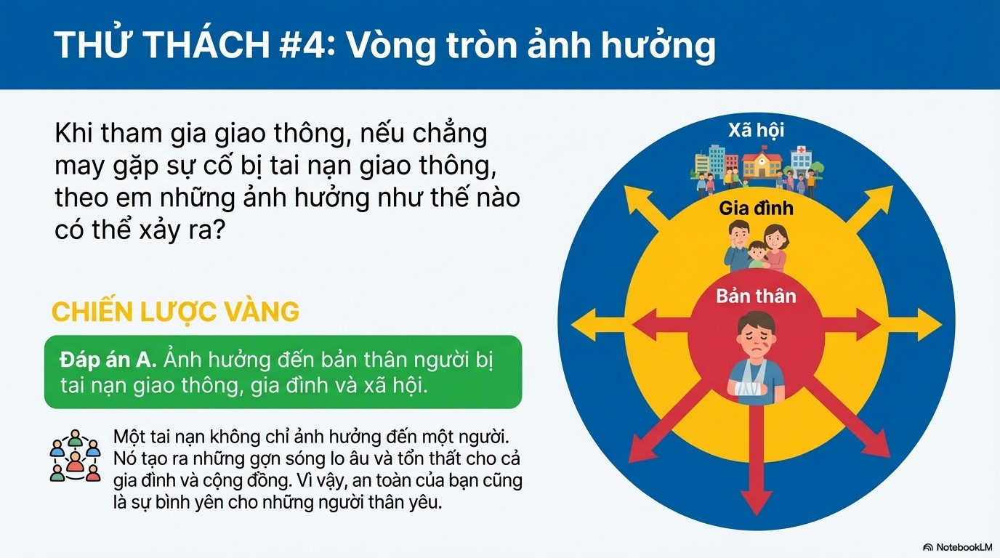 THỬ THÁCH #4: Vòng tròn ảnh hưởng
Khi tham gia giao thông, nếu chẳng
may gặp sự cố bị tai nạn giao thông,
theo em những ảnh hưởng như thế nào
có thể xảy ra?
CHIẾN LƯỢC VÀNG
Đáp án A. Ảnh hưởng đến bản thân người bị
tai nạn giao thông, gia đình và xã hội.
Một tai nạn không chỉ ảnh hưởng đến một người.
Nó tạo ra những gợn sóng lo âu và tổn thất cho cả
gia đình và cộng đồng. Vì vậy, an toàn của bạn cũng
là sự bình yên cho những người thân yêu.
Xã hội
Gia đình
Bản thân
NotebookLM